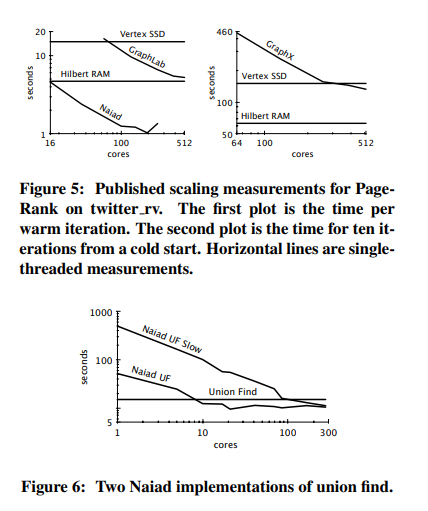 20
10
1
seconds
Vertex SSD
GraphLab
Hilbert RAM
Naiad
16
100
512
cores
460
100
50
seconds
GraphX
Vertex SSD
Hilbert RAM
64
100
512
cores
Figure 5: Published scaling measurements for Page-
Rank on twitter_rv. The first plot is the time per
warm iteration. The second plot is the time for ten it-
erations from a cold start. Horizontal lines are single-
threaded measurements.
1000
100
5
seconds
Naiad UF Slow
Naiad UF
Union Find
1
10
100
300
cores
Figure 6: Two Naiad implementations of union find.